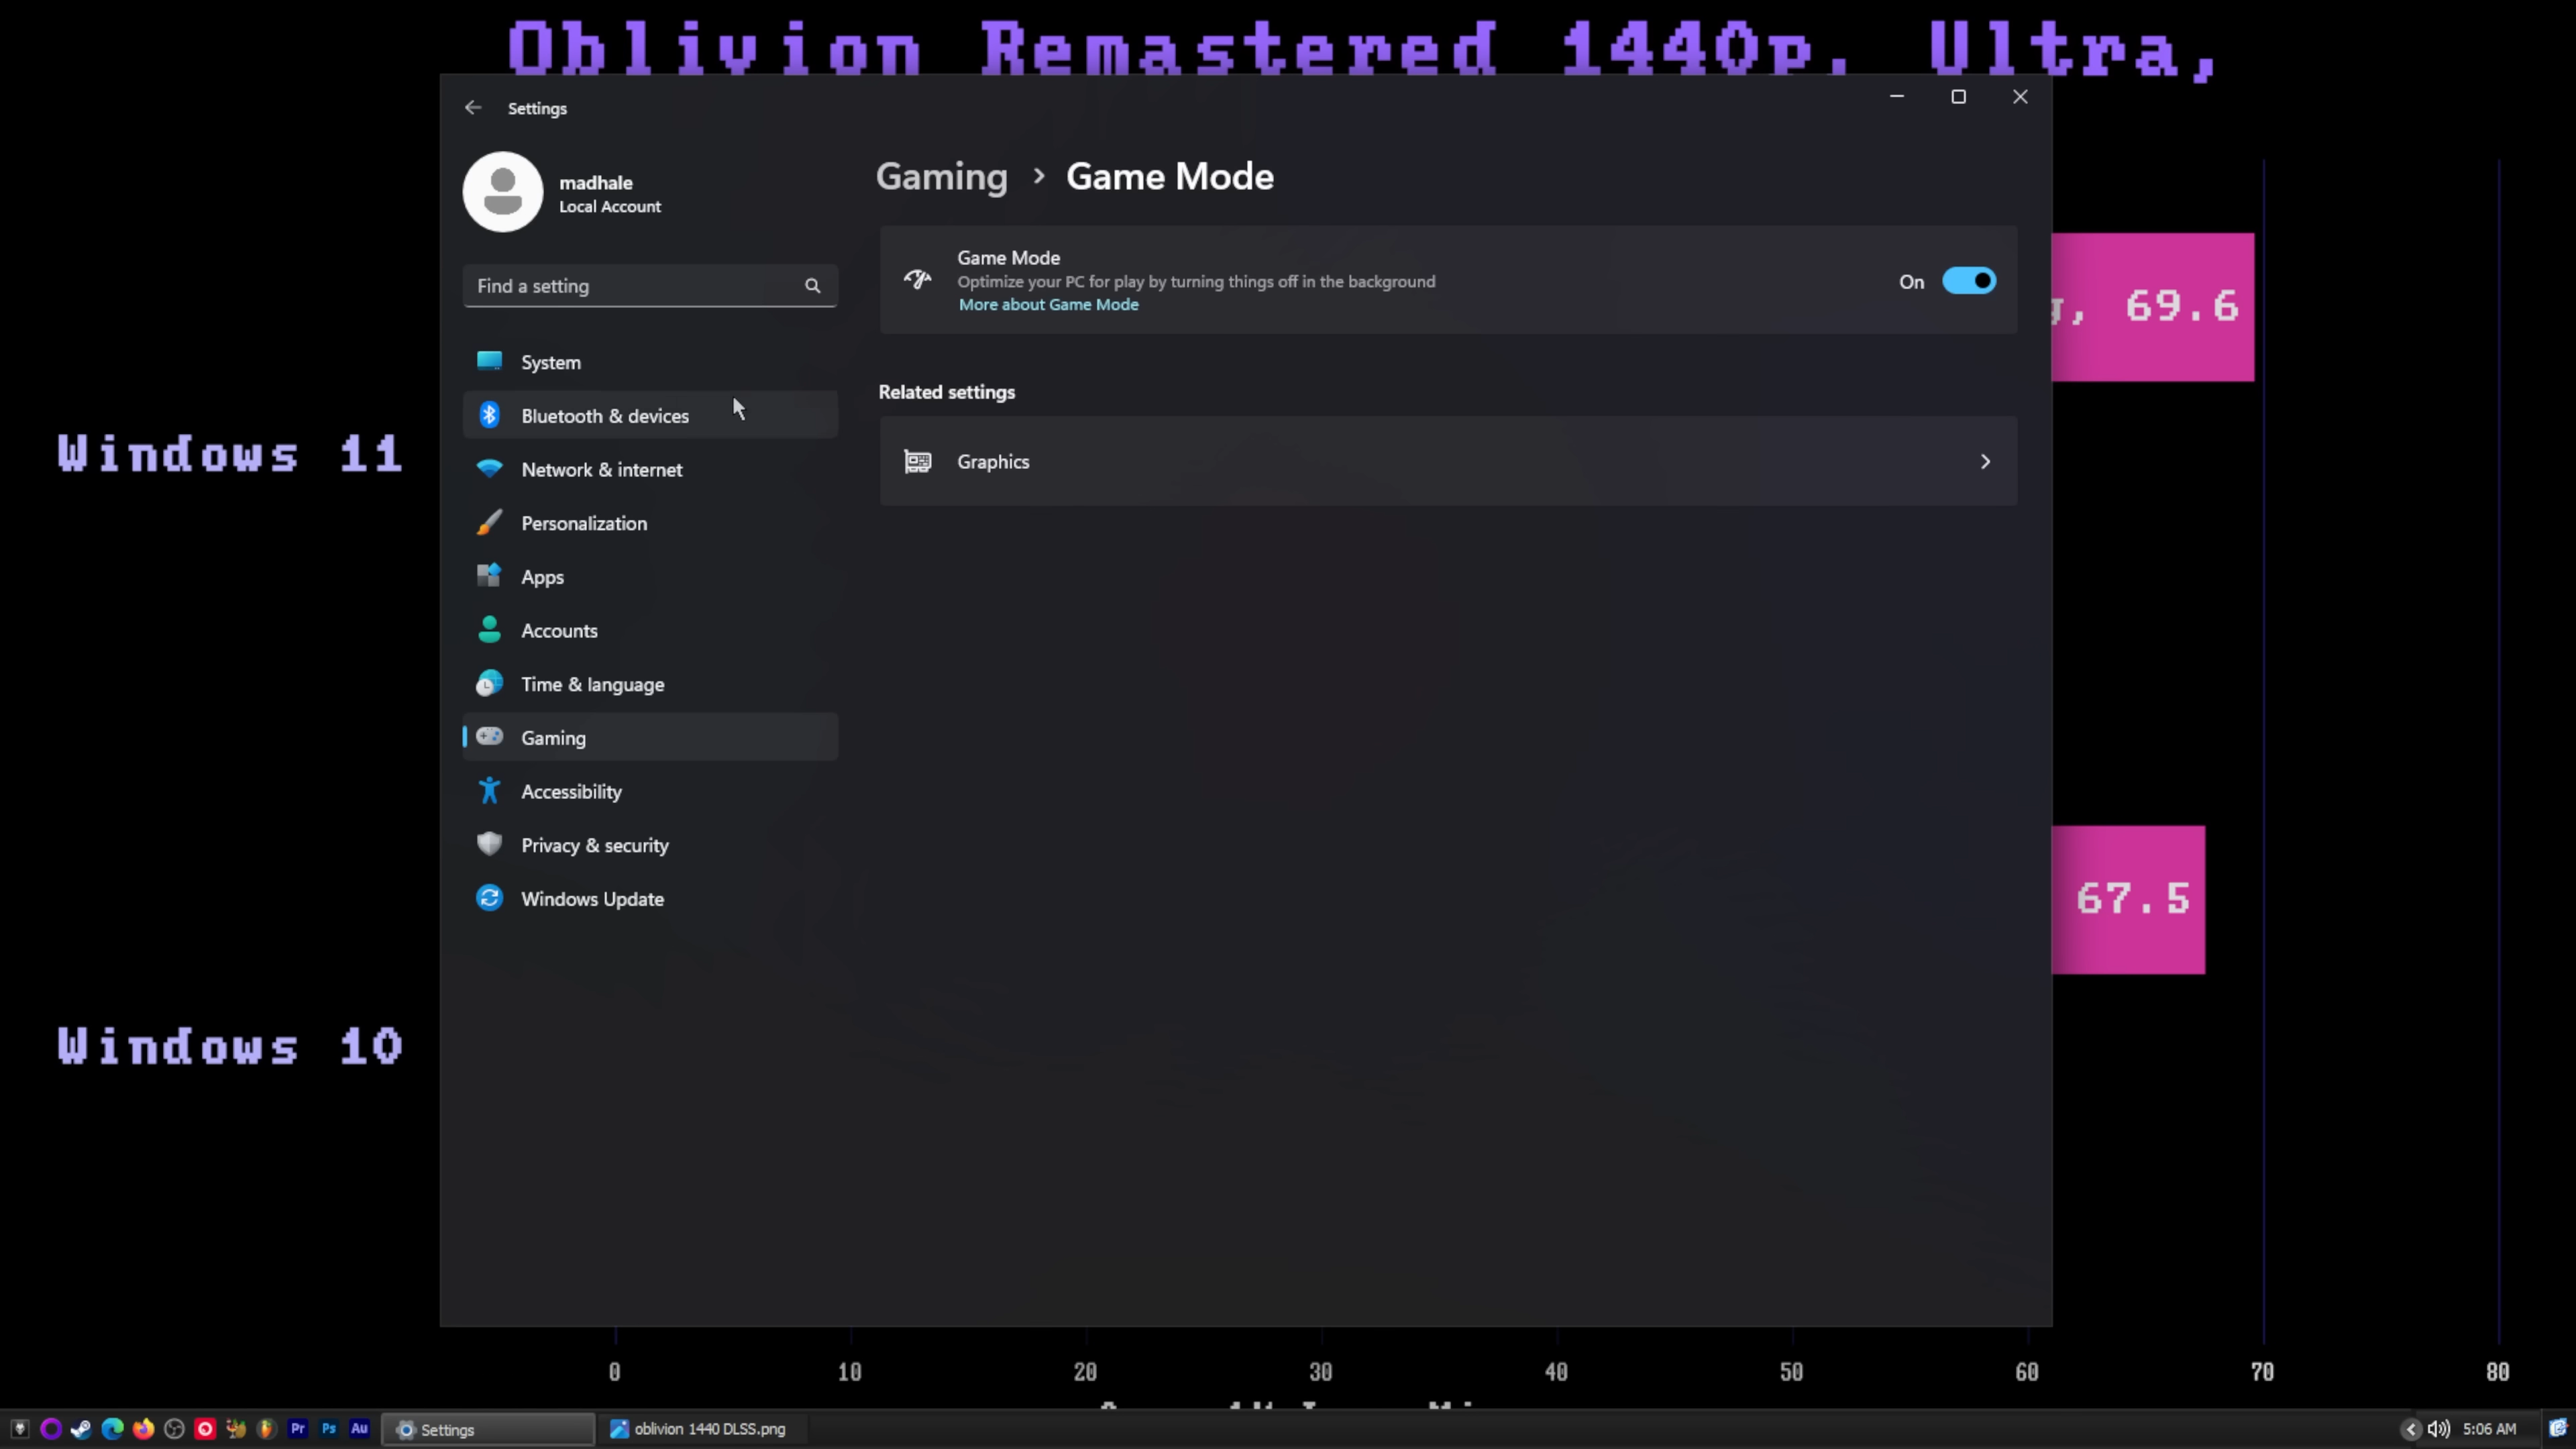 Oblivion Remastered 1440p, Ultra,
Settings
madhale
Local Account
Find a setting
System
Bluetooth & devices
Network & internet
Personalization
Apps
Accounts
Time & language
Gaming
Accessibility
Privacy & security
Windows Update
Gaming > Game Mode
Game Mode
Optimize your PC for play by turning things off in the background
More about Game Mode
On
Related settings
Graphics
69.6
Windows 11
67.5
Windows 10
0 10 20 30 40 50 60 70 80
Pr Ps Au Settings oblivion 1440 DLSS.png 5:06 AM